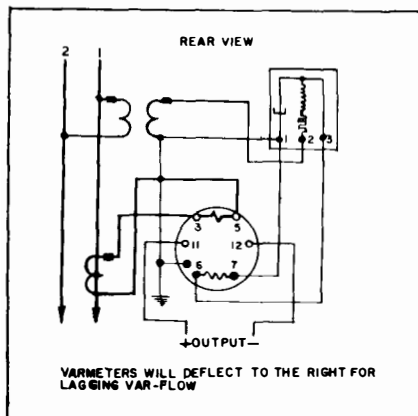 REAR VIEW
2 1
1 2 3
3 5
11 12
6 7
+OUTPUT−
VARMETERS WILL DEFLECT TO THE RIGHT FOR
LAGGING VAR-FLOW